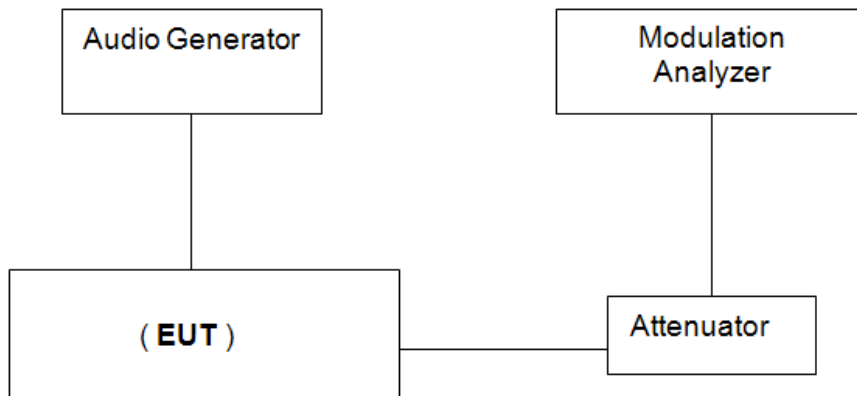 Audio Generator
Modulation
Analyzer
( EUT )
Attenuator